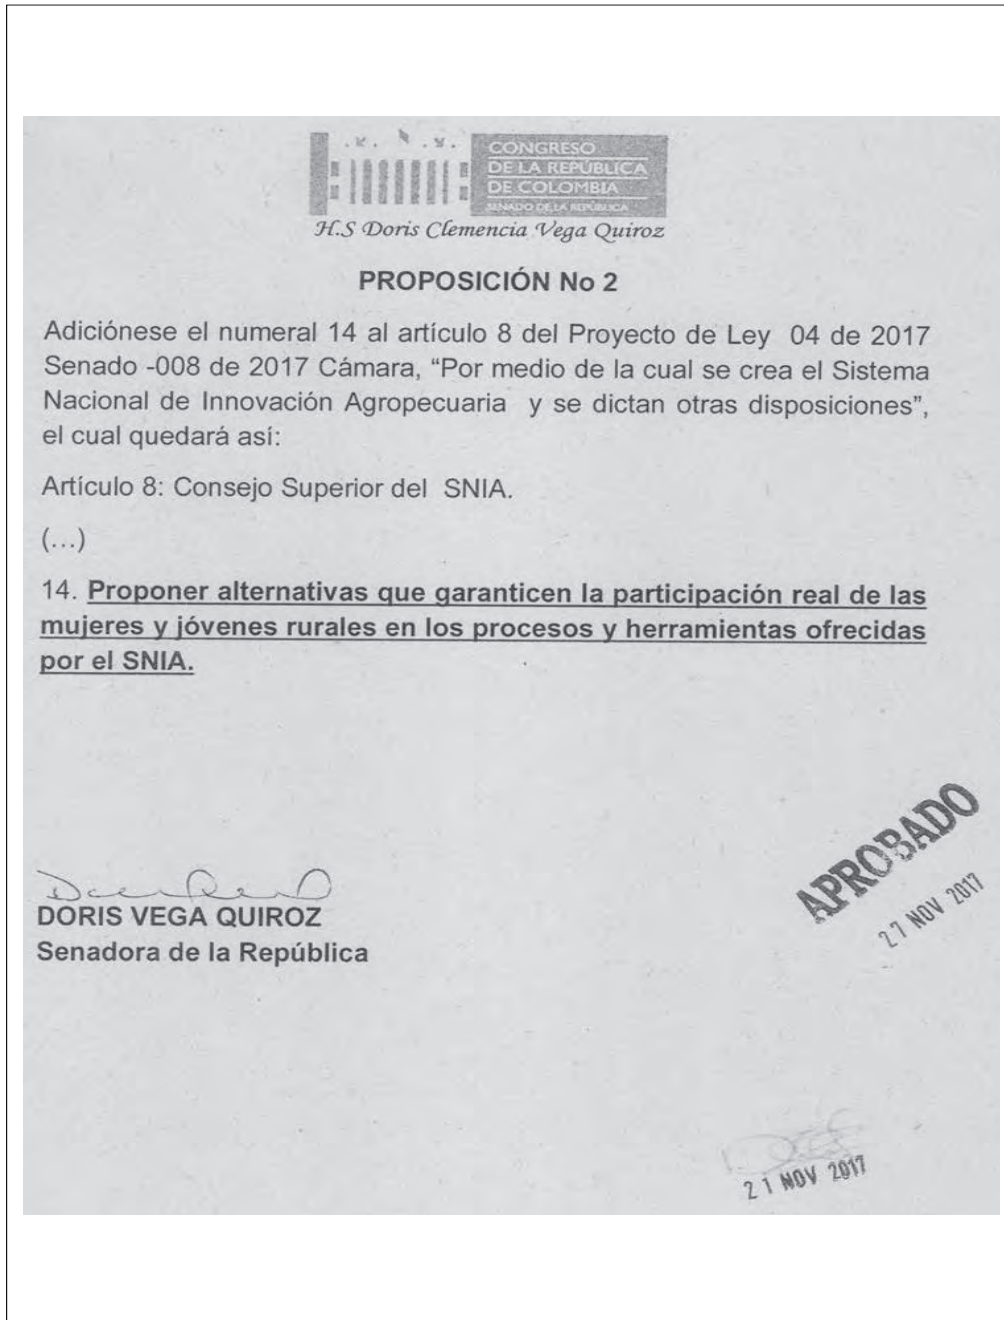 CONGRESO
DE LA REPÚBLICA
DE COLOMBIA
SENADO DE LA REPÚBLICA
H.S Doris Clemencia Vega Quiroz
PROPOSICIÓN No 2
Adiciónese el numeral 14 al artículo 8 del Proyecto de Ley 04 de 2017
Senado -008 de 2017 Cámara, “Por medio de la cual se crea el Sistema
Nacional de Innovación Agropecuaria y se dictan otras disposiciones”,
el cual quedará así:
Artículo 8: Consejo Superior del SNIA.
(...)
14. Proponer alternativas que garanticen la participación real de las
mujeres y jóvenes rurales en los procesos y herramientas ofrecidas
por el SNIA.
DORIS VEGA QUIROZ
Senadora de la República
APROBADO
27 NOV 2017
21 NOV 2017